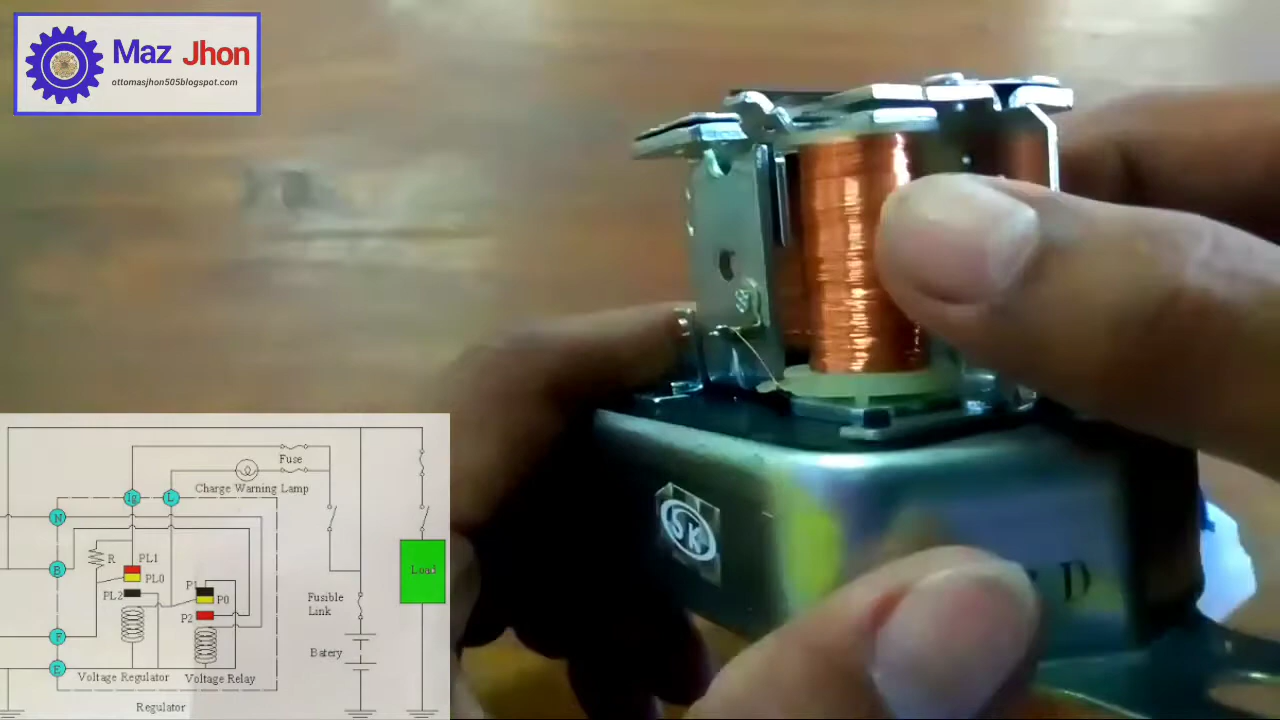 Maz Jhon
ottomasjhon505blogspot.com
SK
D
Fuse
Charge Warning Lamp
Ig
L
N
B
R
PL1
PL0
PL2
P1
P0
P2
F
E
Voltage Regulator
Voltage Relay
Regulator
Fusible
Link
Batery
Load